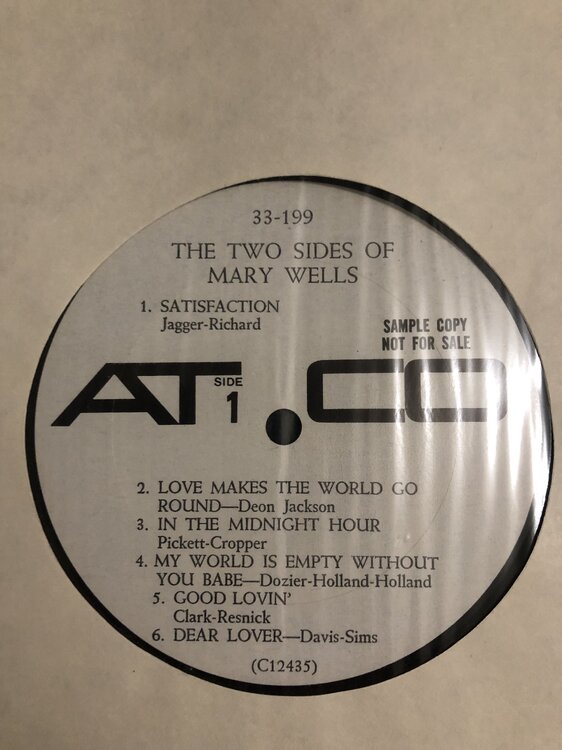 33-199
THE TWO SIDES OF
MARY WELLS
1. SATISFACTION
Jagger-Richard
SAMPLE COPY
NOT FOR SALE
ATCO
SIDE
1
2. LOVE MAKES THE WORLD GO
ROUND—Deon Jackson
3. IN THE MIDNIGHT HOUR
Pickett-Cropper
4. MY WORLD IS EMPTY WITHOUT
YOU BABE—Dozier-Holland-Holland
5. GOOD LOVIN'
Clark-Resnick
6. DEAR LOVER—Davis-Sims
(C12435)